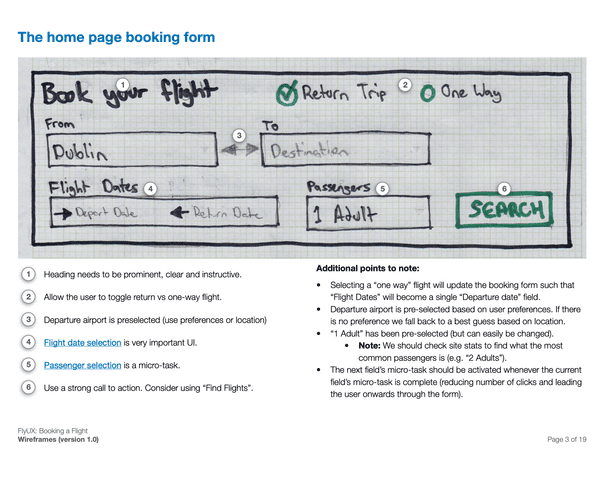 The home page booking form
Book your flight
1
Return Trip
2
One Way
From
3
To
Dublin
Destination
Flight Dates
4
Passengers
5
6
Depart Date
Return Date
1 Adult
SEARCH
1 Heading needs to be prominent, clear and instructive.
2 Allow the user to toggle return vs one-way flight.
3 Departure airport is preselected (use preferences or location)
4 Flight date selection is very important UI.
5 Passenger selection is a micro-task.
6 Use a strong call to action. Consider using “Find Flights”.
Additional points to note:
• Selecting a “one way” flight will update the booking form such that
“Flight Dates” will become a single “Departure date” field.
• Departure airport is pre-selected based on user preferences. If there
is no preference we fall back to a best guess based on location.
• “1 Adult” has been pre-selected (but can easily be changed).
• Note: We should check site stats to find what the most
common passengers is (e.g. “2 Adults”).
• The next field’s micro-task should be activated whenever the current
field’s micro-task is complete (reducing number of clicks and leading
the user onwards through the form).
FlyUX: Booking a Flight
Wireframes (version 1.0)
Page 3 of 19